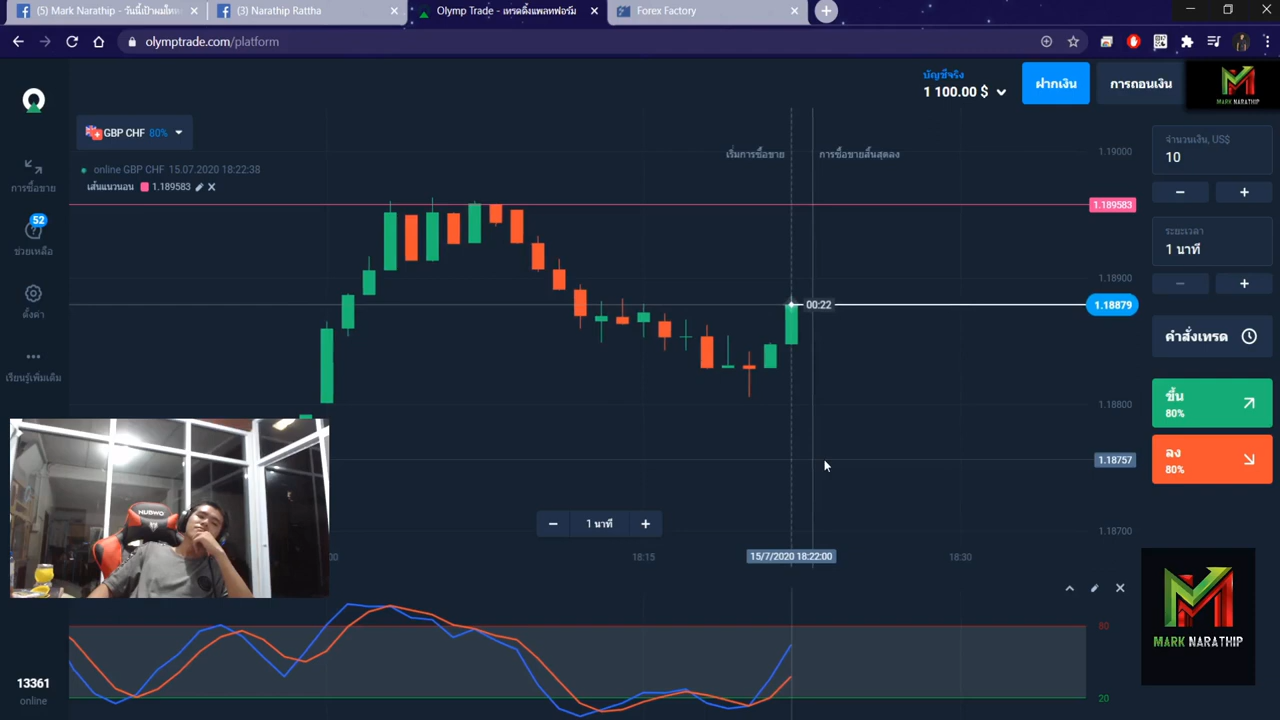 (5) Mark Narathip - วันนี้เป้าผมไหม
(3) Narathip Rattha
Olymp Trade - เทรดดิ้งแพลทฟอร์ม
Forex Factory
olymptrade.com/platform
บัญชีจริง
1 100.00 $
ฝากเงิน
การถอนเงิน
MARK NARATHIP
GBP CHF 80%
online GBP CHF 15.07.2020 18:22:38
เส้นแนวนอน 1.189583
เริ่มการซื้อขาย
การซื้อขายสิ้นสุดลง
1.19000
1.189583
1.18900
00:22
1.18879
1.18800
1.18757
1.18700
จำนวนเงิน, US$
10
ระยะเวลา
1 นาที
คำสั่งเทรด
ขึ้น
80%
ลง
80%
การซื้อขาย
52
ช่วยเหลือ
ตั้งค่า
เรียนรู้เพิ่มเติม
NUBWO
1 นาที
18:15
15/7/2020 18:22:00
18:30
80
20
MARK NARATHIP
13361
online